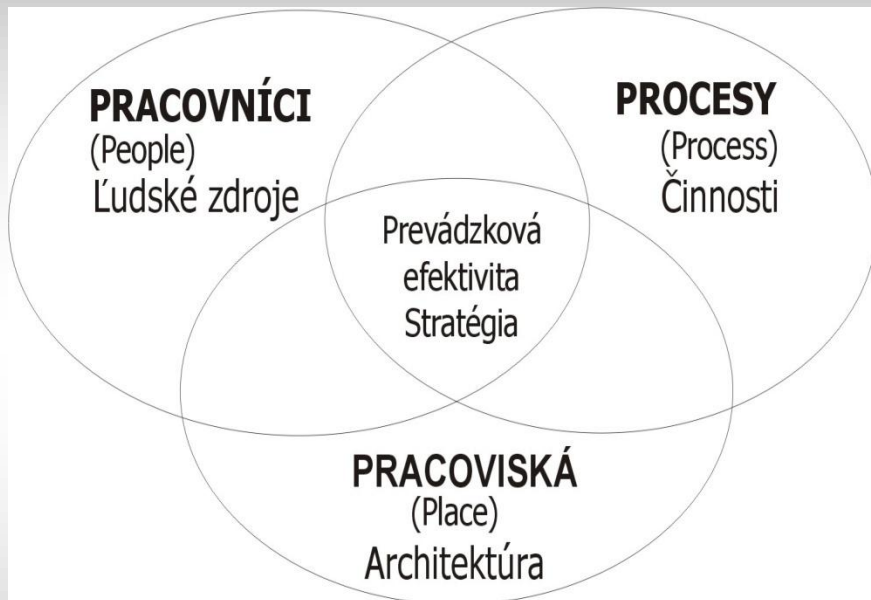 PRACOVNÍCI
(People)
Ľudské zdroje
PROCESY
(Process)
Činnosti
Prevádzková
efektivita
Stratégia
PRACOVISKÁ
(Place)
Architektúra